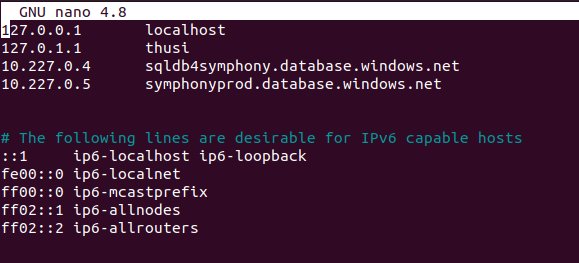 GNU nano 4.8
127.0.0.1 localhost
127.0.1.1 thusi
10.227.0.4 sqldb4symphony.database.windows.net
10.227.0.5 symphonyprod.database.windows.net
# The following lines are desirable for IPv6 capable hosts
::1 ip6-localhost ip6-loopback
fe00::0 ip6-localnet
ff00::0 ip6-mcastprefix
ff02::1 ip6-allnodes
ff02::2 ip6-allrouters